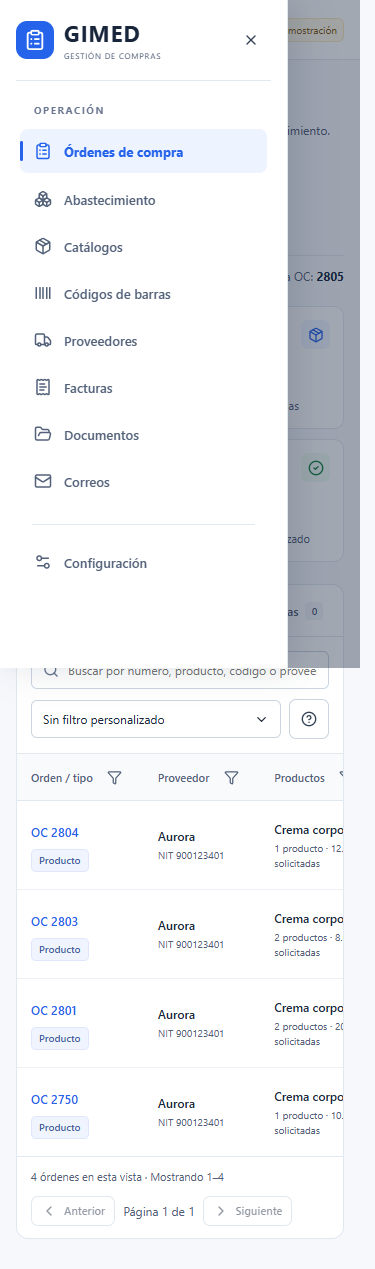 GIMED
GESTIÓN DE COMPRAS
mostración
OPERACIÓN
Órdenes de compra
imiento.
Abastecimiento
Catálogos
a OC: 2805
Códigos de barras
Proveedores
Facturas
as
Documentos
Correos
zado
Configuración
as 0
Buscar por número, producto, código o provee
Sin filtro personalizado
Orden / tipo Proveedor Productos
OC 2804 Aurora Crema corpo
Producto NIT 900123401 1 producto · 12.
solicitadas
OC 2803 Aurora Crema corpo
Producto NIT 900123401 2 productos · 8.
solicitadas
OC 2801 Aurora Crema corpo
Producto NIT 900123401 2 productos · 20
solicitadas
OC 2750 Aurora Crema corpo
Producto NIT 900123401 1 producto · 10.
solicitadas
4 órdenes en esta vista · Mostrando 1–4
Anterior Página 1 de 1 Siguiente